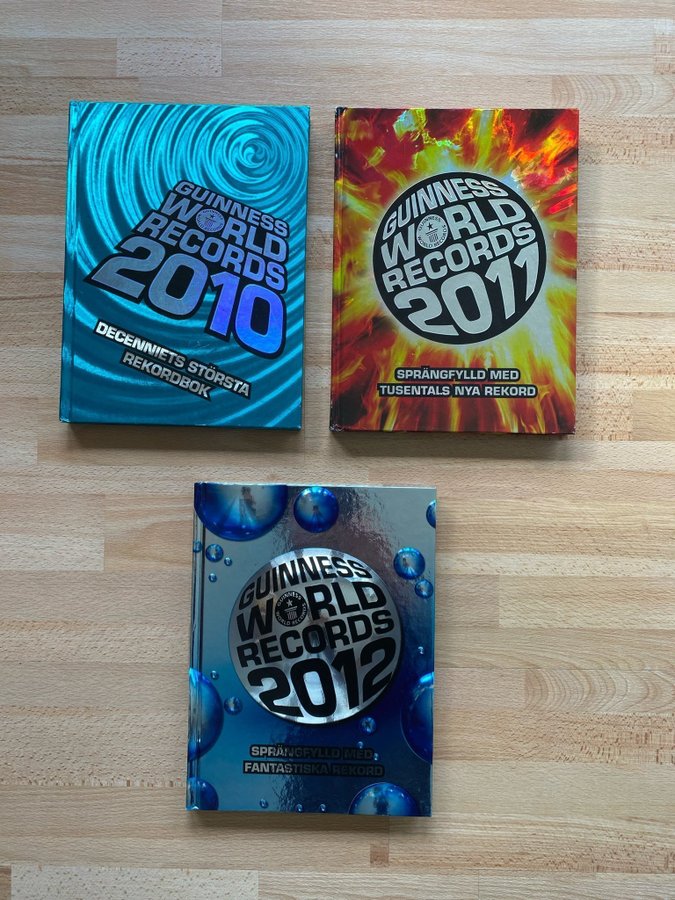 GUINNESS
WORLD
RECORDS
2010
DECENNIETS STÖRSTA
REKORDBOK
GUINNESS
WORLD
RECORDS
2011
SPRÄNGFYLLD MED
TUSENTALS NYA REKORD
GUINNESS
WORLD
RECORDS
2012
SPRÄNGFYLLD MED
FANTASTISKA REKORD